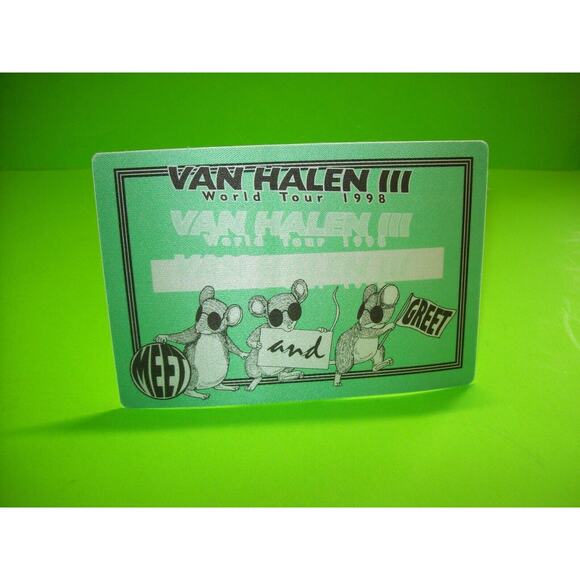 VAN HALEN III
World Tour 1998
VAN HALEN III
World Tour 1998
MEET
and
GREET